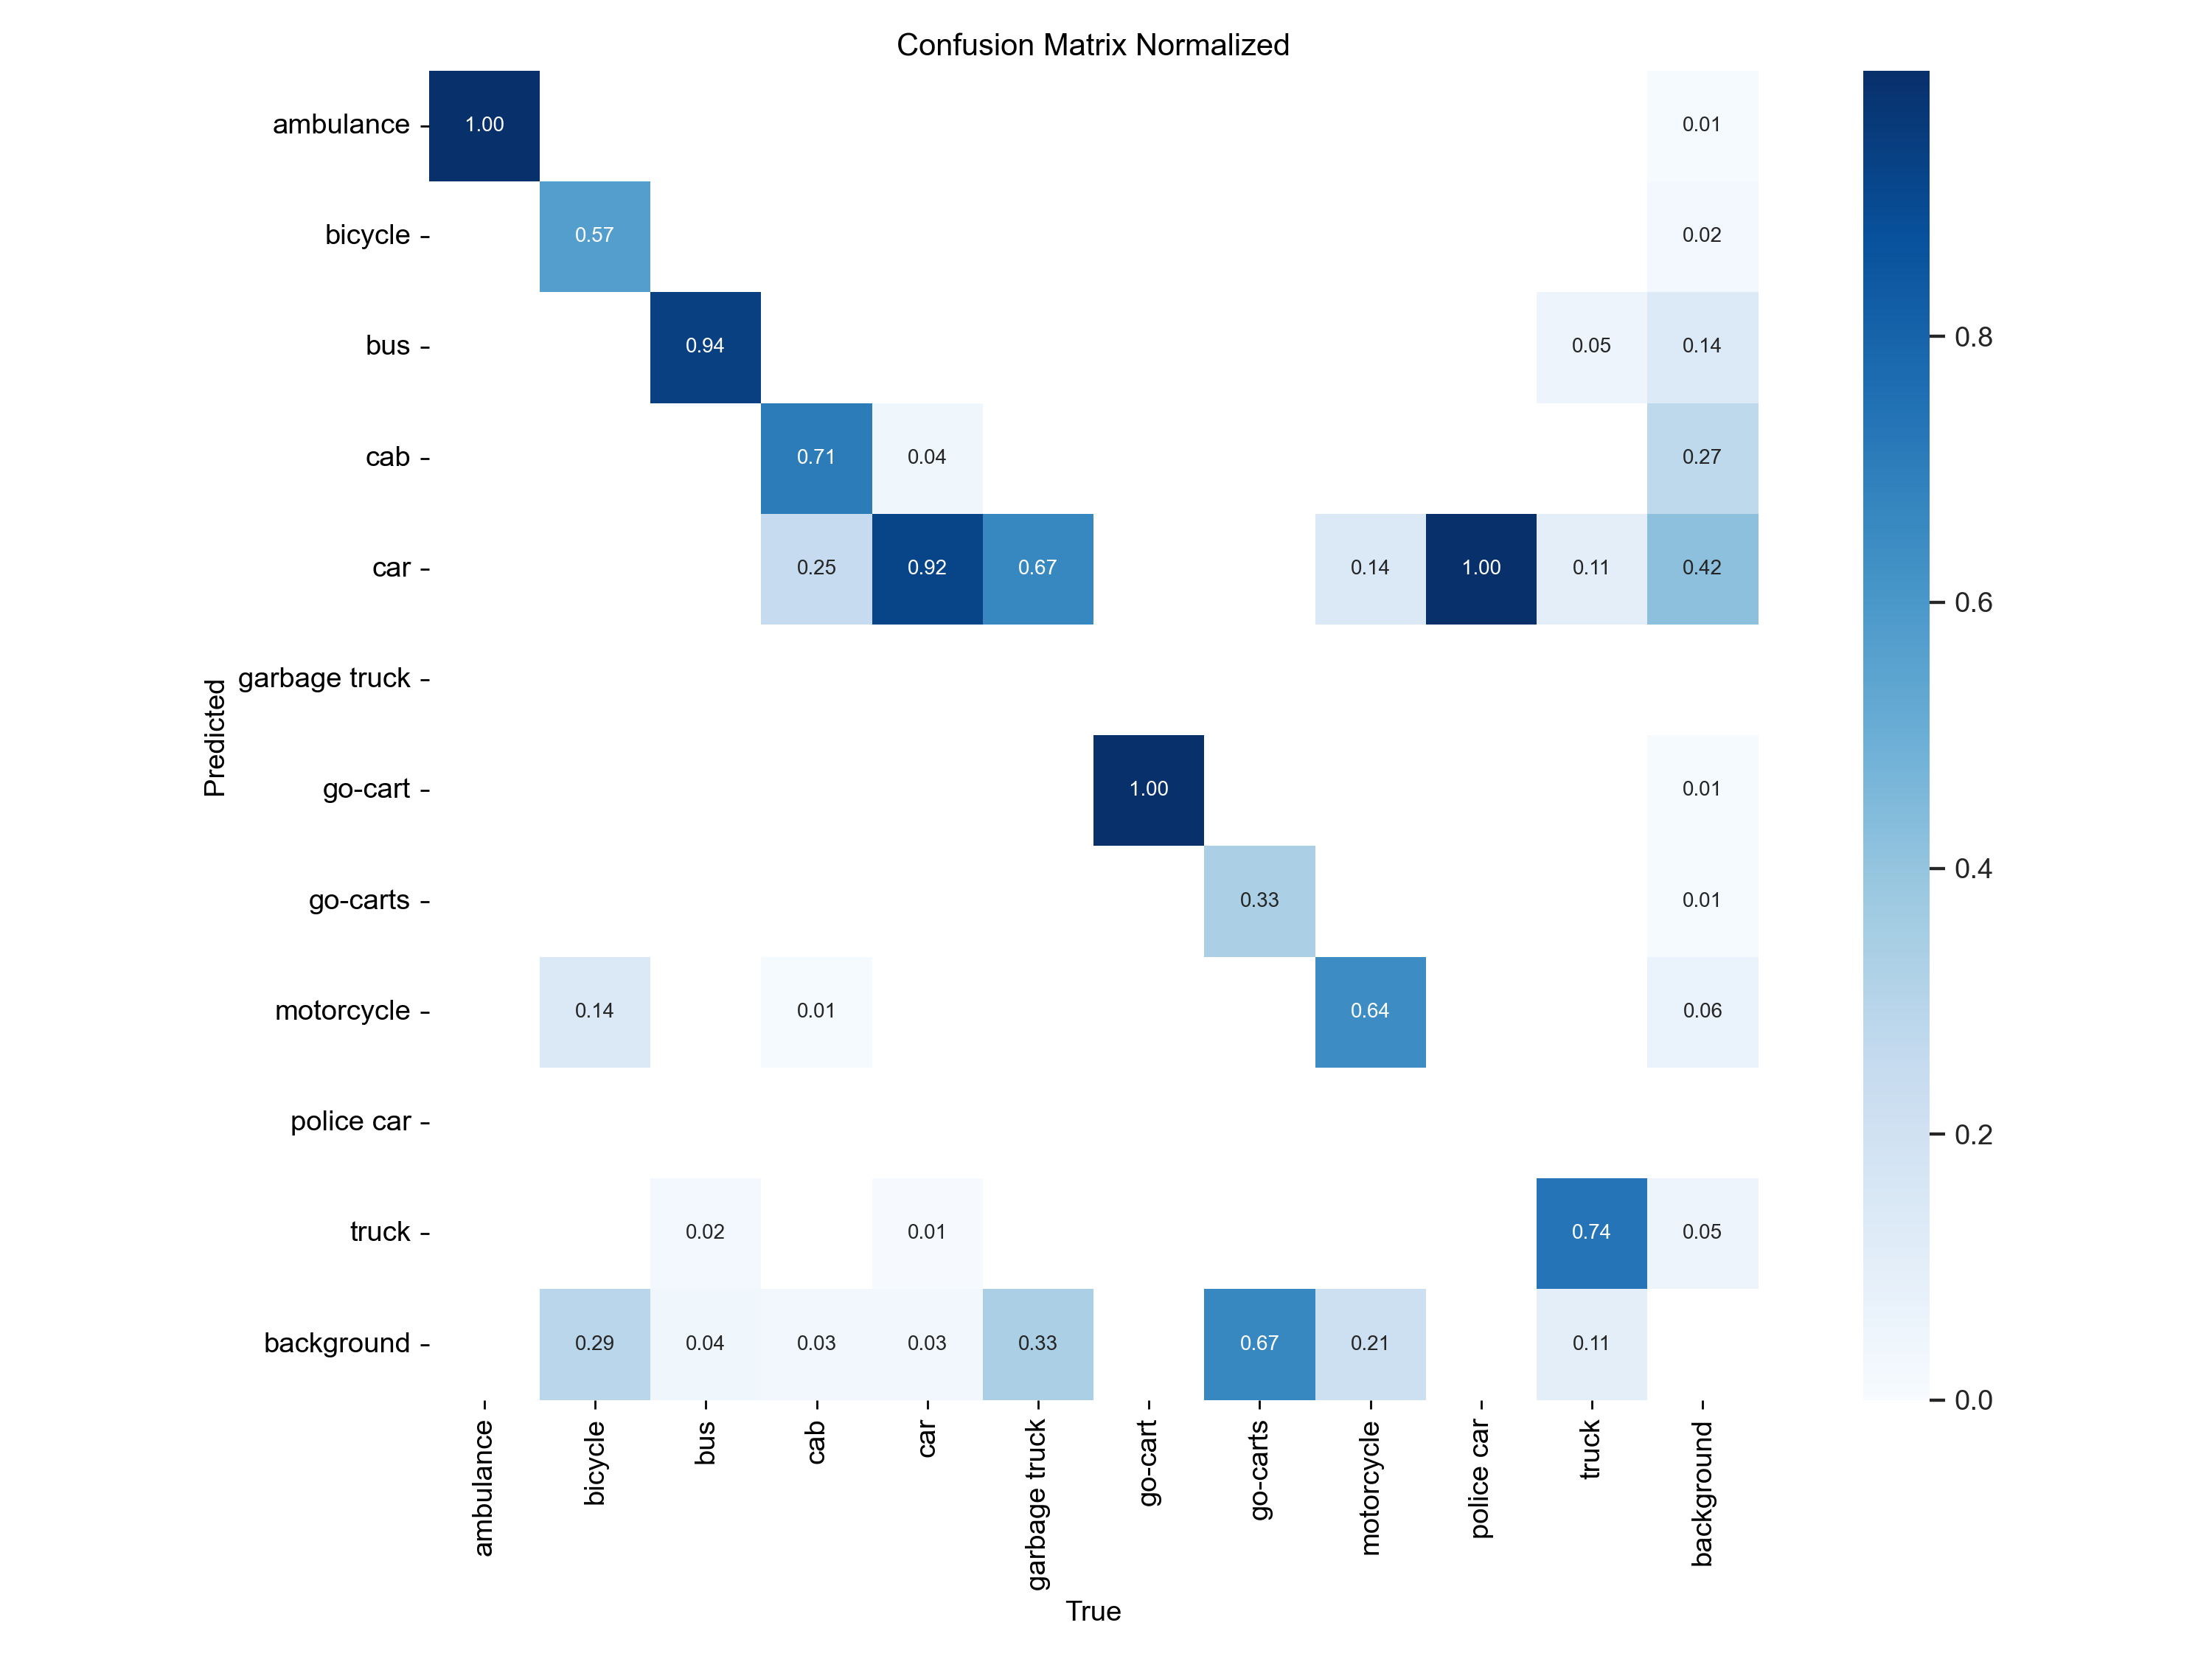 Confusion Matrix Normalized
ambulance 1.00 0.01
bicycle 0.57 0.02
bus 0.94 0.05 0.14
0.8
cab 0.71 0.04 0.27
car 0.25 0.92 0.67 0.14 1.00 0.11 0.42
0.6
garbage truck
Predicted
go-cart 1.00 0.01
0.4
go-carts 0.33 0.01
motorcycle 0.14 0.01 0.64 0.06
police car
0.2
truck 0.02 0.01 0.74 0.05
background 0.29 0.04 0.03 0.03 0.33 0.67 0.21 0.11
0.0
ambulance
bicycle
bus
cab
car
garbage truck
go-cart
go-carts
motorcycle
police car
truck
background
True